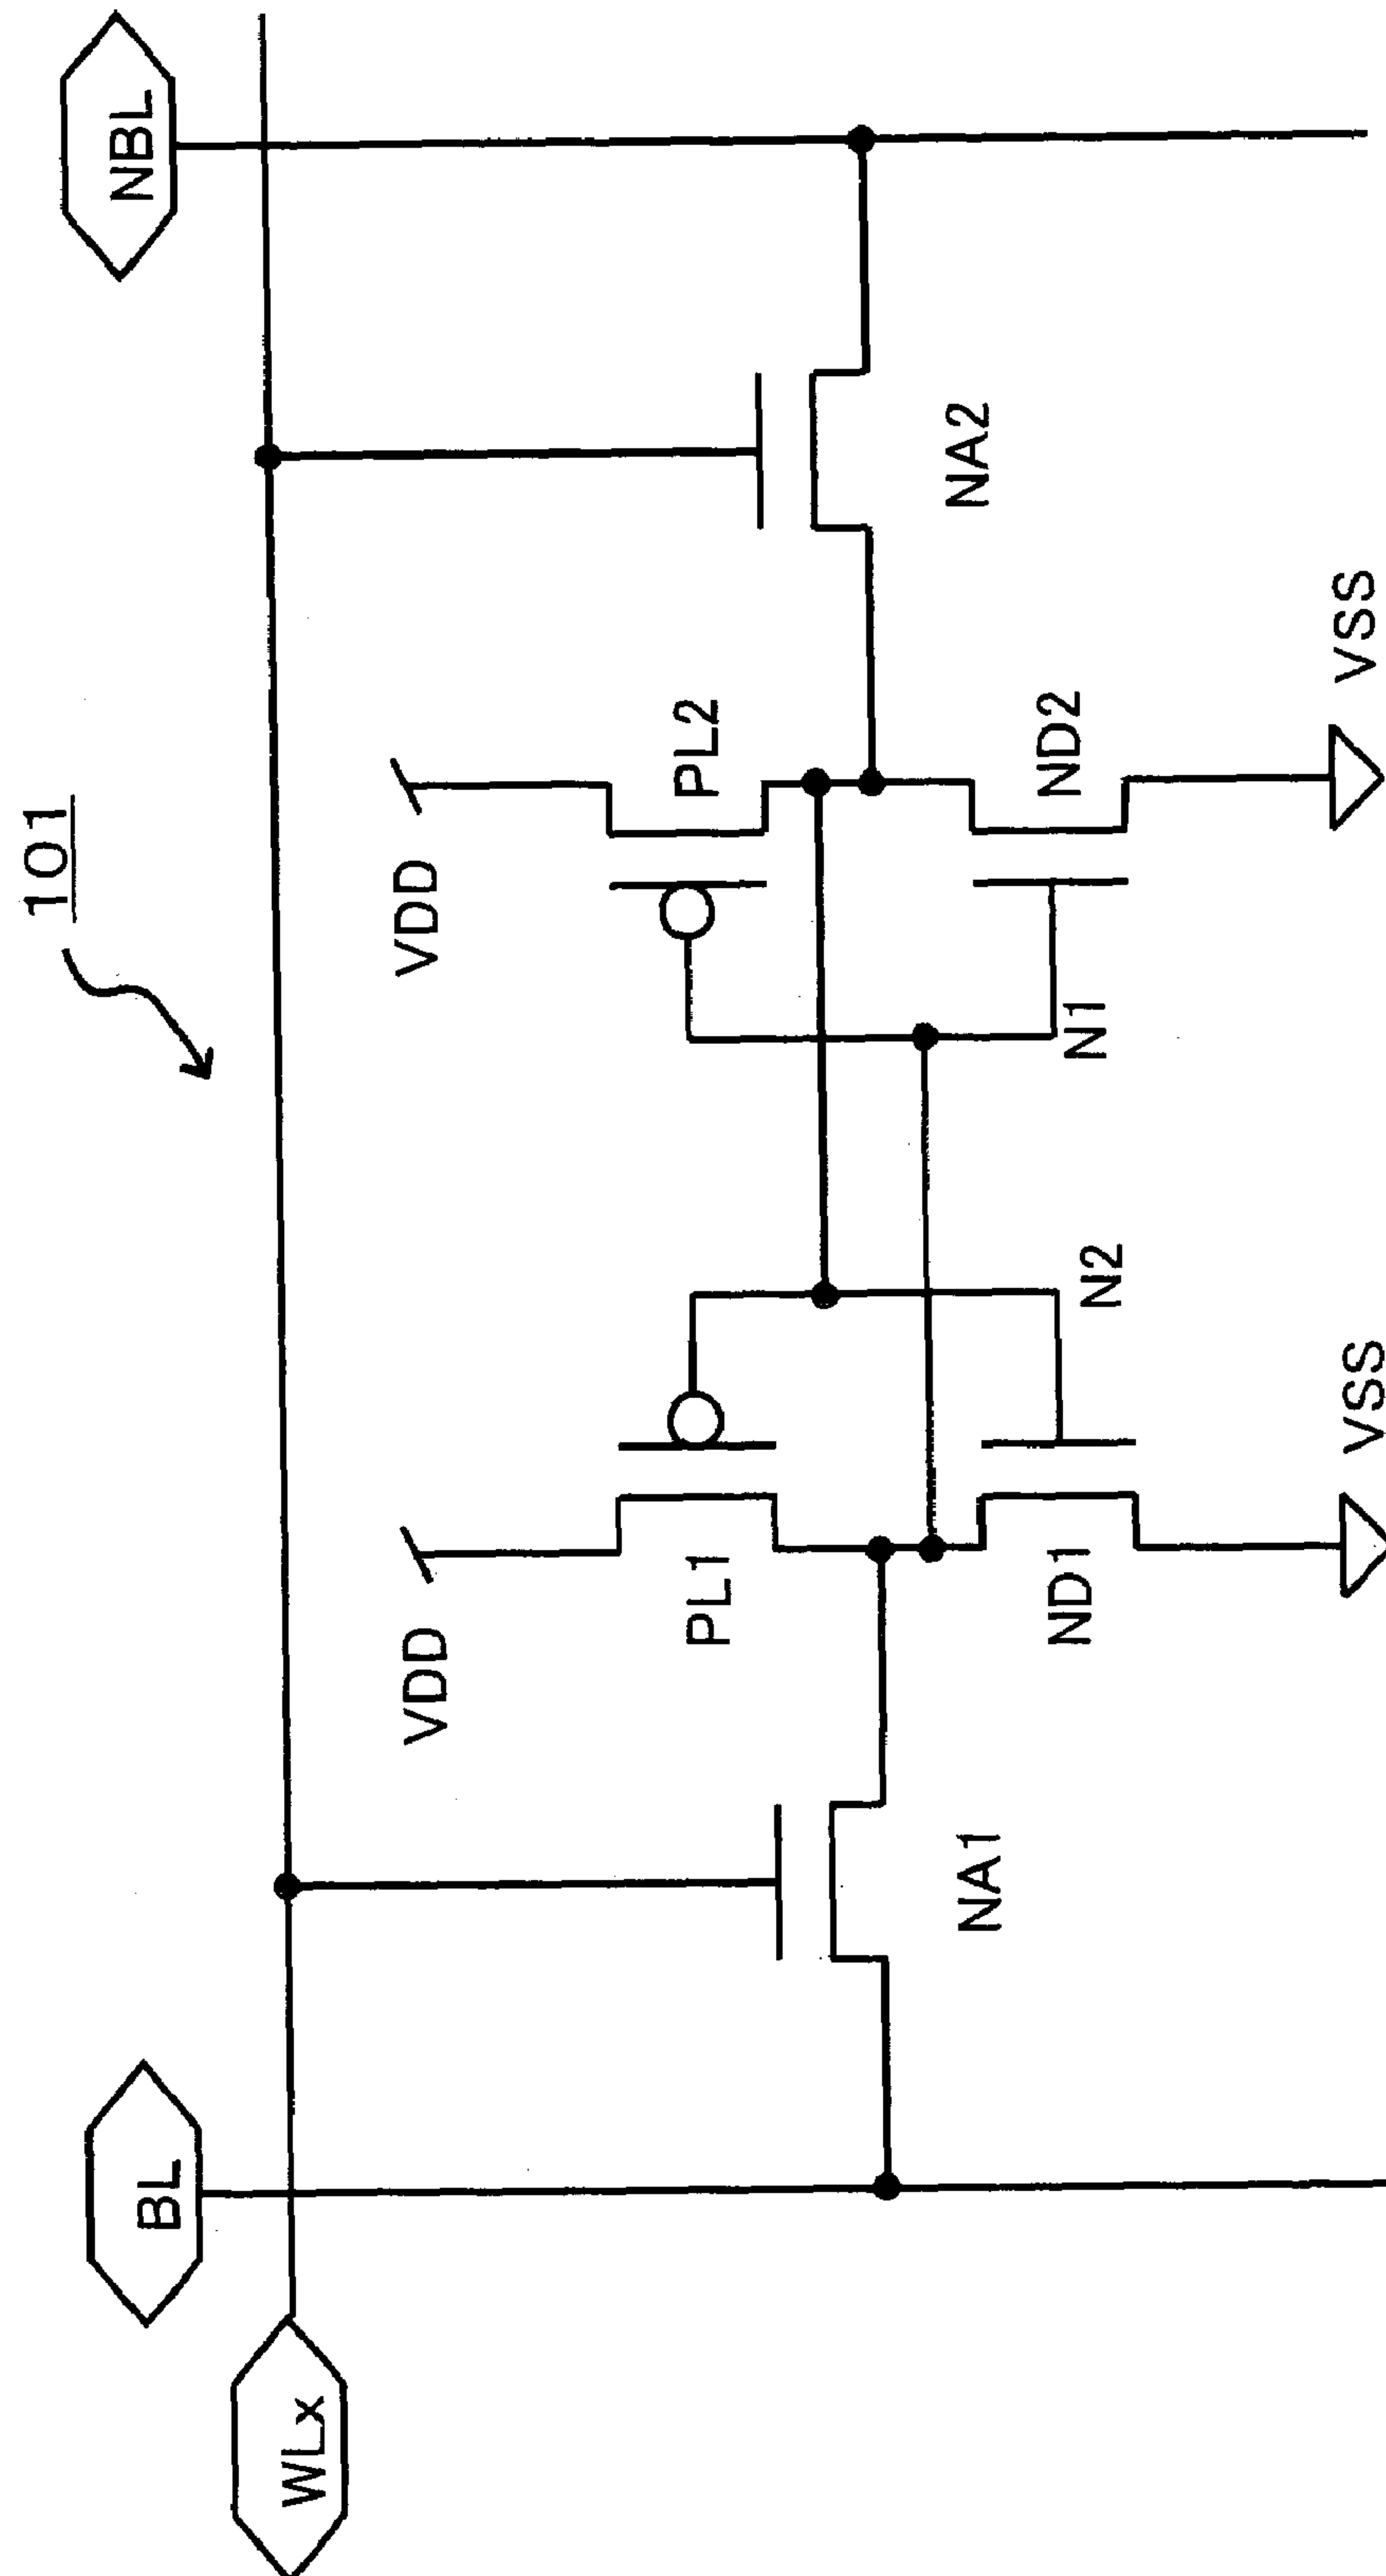 101
BL
NBL
WLx
VDD
VDD
PL1
PL2
NA1
NA2
ND1
N2
N1
ND2
VSS
VSS